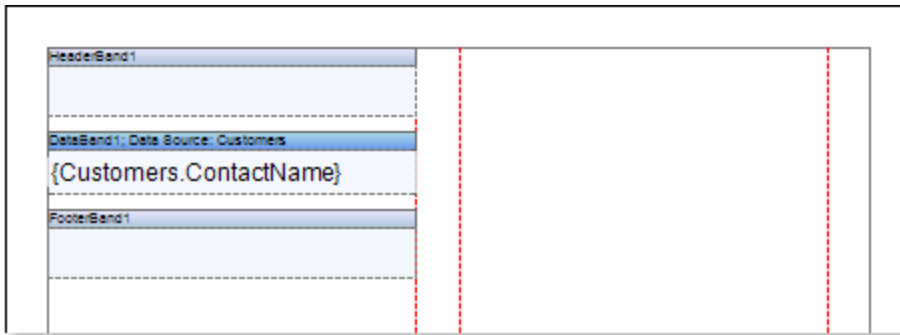 HeaderBand1
DataBand1; Data Source: Customers
{Customers.ContactName}
FooterBand1